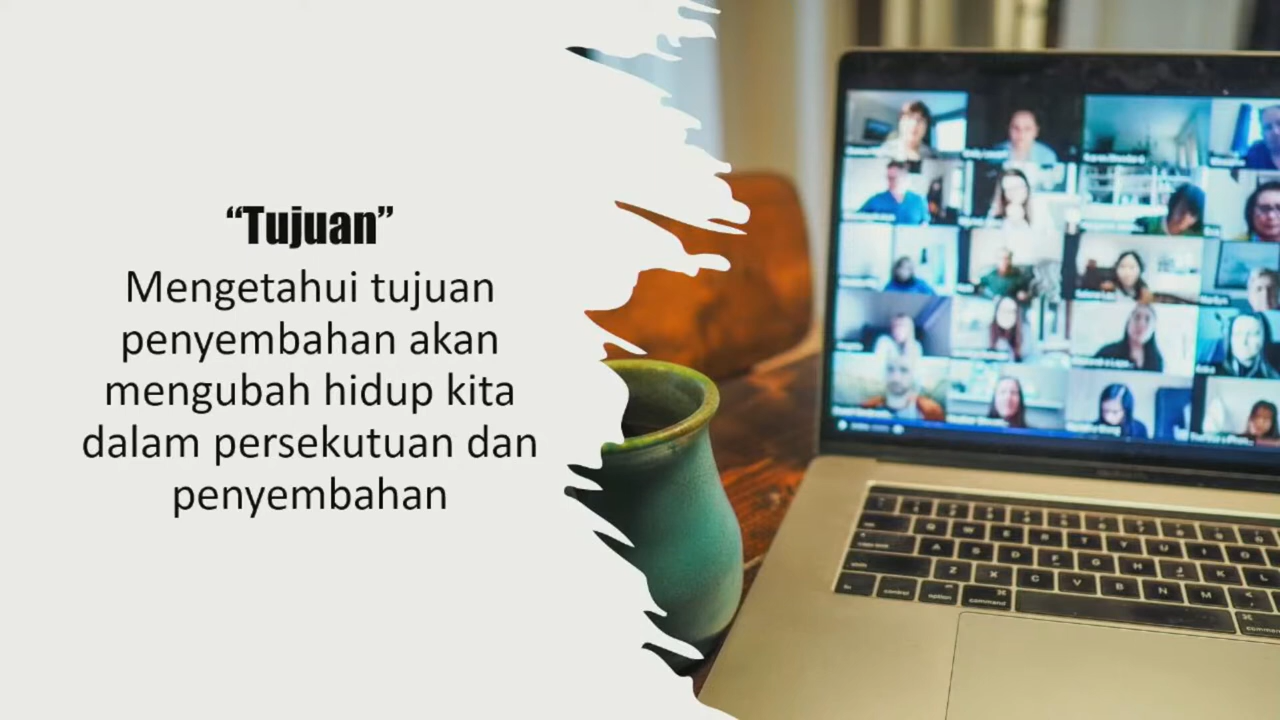 “Tujuan”
Mengetahui tujuan
penyembahan akan
mengubah hidup kita
dalam persekutuan dan
penyembahan